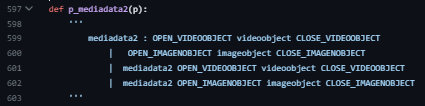 597 def p_mediadata2(p):
598 '''
599 mediadata2 : OPEN_VIDEOOBJECT videoobject CLOSE_VIDEOOBJECT
600 | OPEN_IMAGENOBJECT imageobject CLOSE_IMAGENOBJECT
601 | mediadata2 OPEN_VIDEOOBJECT videoobject CLOSE_VIDEOOBJECT
602 | mediadata2 OPEN_IMAGENOBJECT imageobject CLOSE_IMAGENOBJECT
603 '''